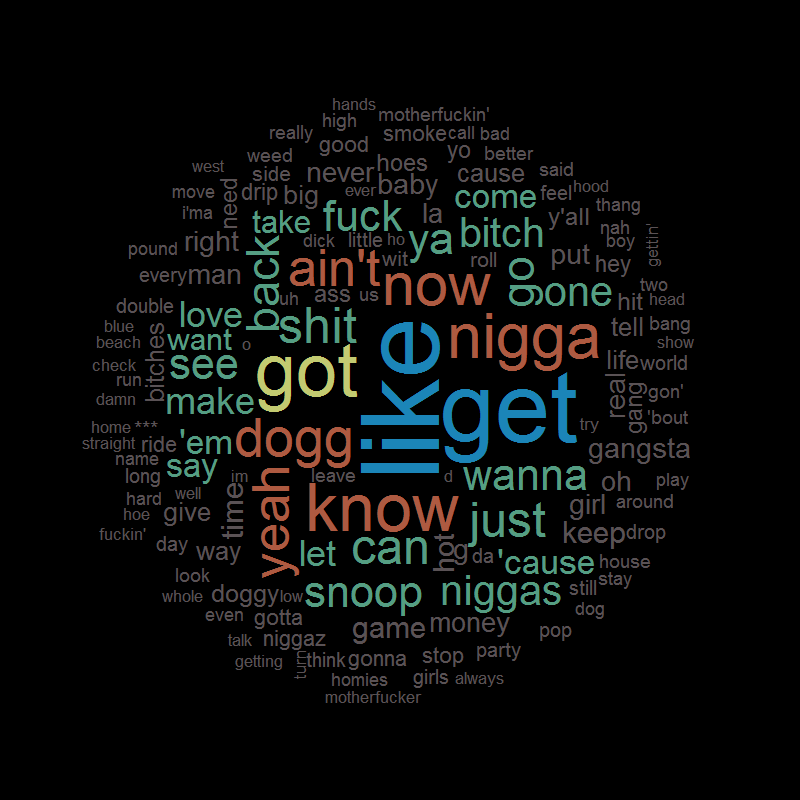 hands
high
motherfuckin'
really
good
smoke
call
bad
west
weed
side
never
hoes
yo
better
cause
said
move
need
drip
big
ever
baby
come
feel
hood
i'ma
take
fuck
la
y'all
thang
pound
right
back
dick
little
ho
ya
bitch
nah
boy
gettin'
every
man
ain't
wit
roll
go
put
hey
uh
ass
us
now
one
two
double
love
shit
hit
head
blue
want
o
like
nigga
tell
bang
beach
bitches
see
got
show
check
life
world
run
make
get
real
gang
gon'
damn
'bout
home
***
'em
dogg
try
straight
ride
gangsta
name
say
yeah
im
leave
d
wanna
oh
play
long
hard
well
time
know
girl
around
hoe
give
just
fuckin'
keep
drop
day
way
let
can
hot
g
da
'cause
house
look
stay
whole
doggy
low
snoop
niggas
still
even
gotta
dog
game
money
talk
niggaz
pop
getting
turn
think
gonna
stop
party
homies
girls
always
motherfucker